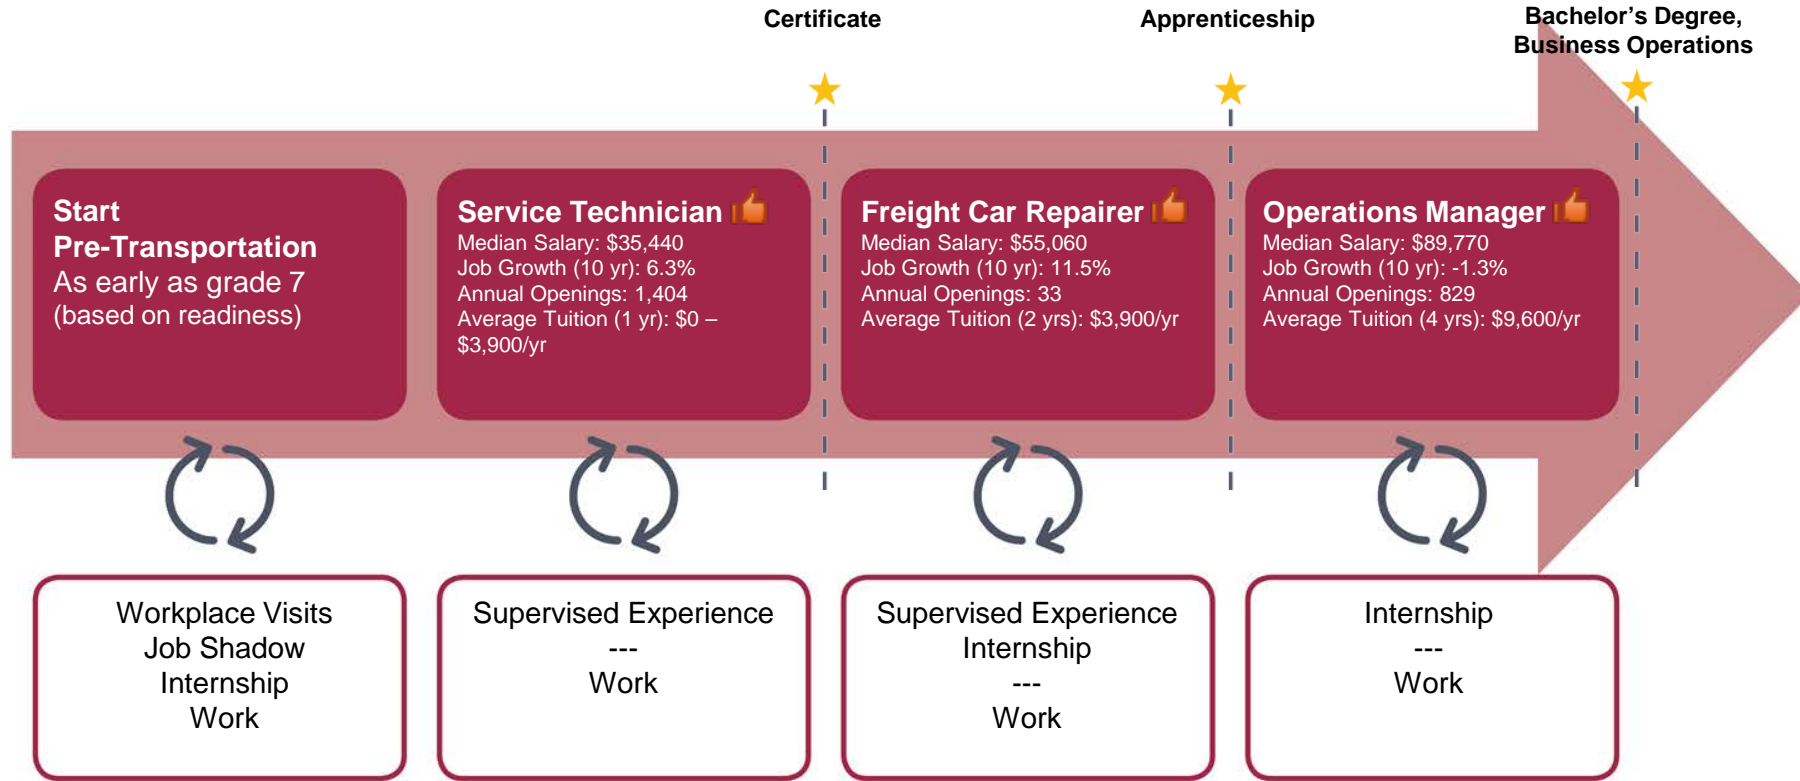 Certificate
Apprenticeship
Bachelor’s Degree,
Business Operations
Start
Pre-Transportation
As early as grade 7
(based on readiness)
Service Technician
Median Salary: $35,440
Job Growth (10 yr): 6.3%
Annual Openings: 1,404
Average Tuition (1 yr): $0 –
$3,900/yr
Freight Car Repairer
Median Salary: $55,060
Job Growth (10 yr): 11.5%
Annual Openings: 33
Average Tuition (2 yrs): $3,900/yr
Operations Manager
Median Salary: $89,770
Job Growth (10 yr): -1.3%
Annual Openings: 829
Average Tuition (4 yrs): $9,600/yr
Workplace Visits
Job Shadow
Internship
Work
Supervised Experience
---
Work
Supervised Experience
Internship
---
Work
Internship
---
Work